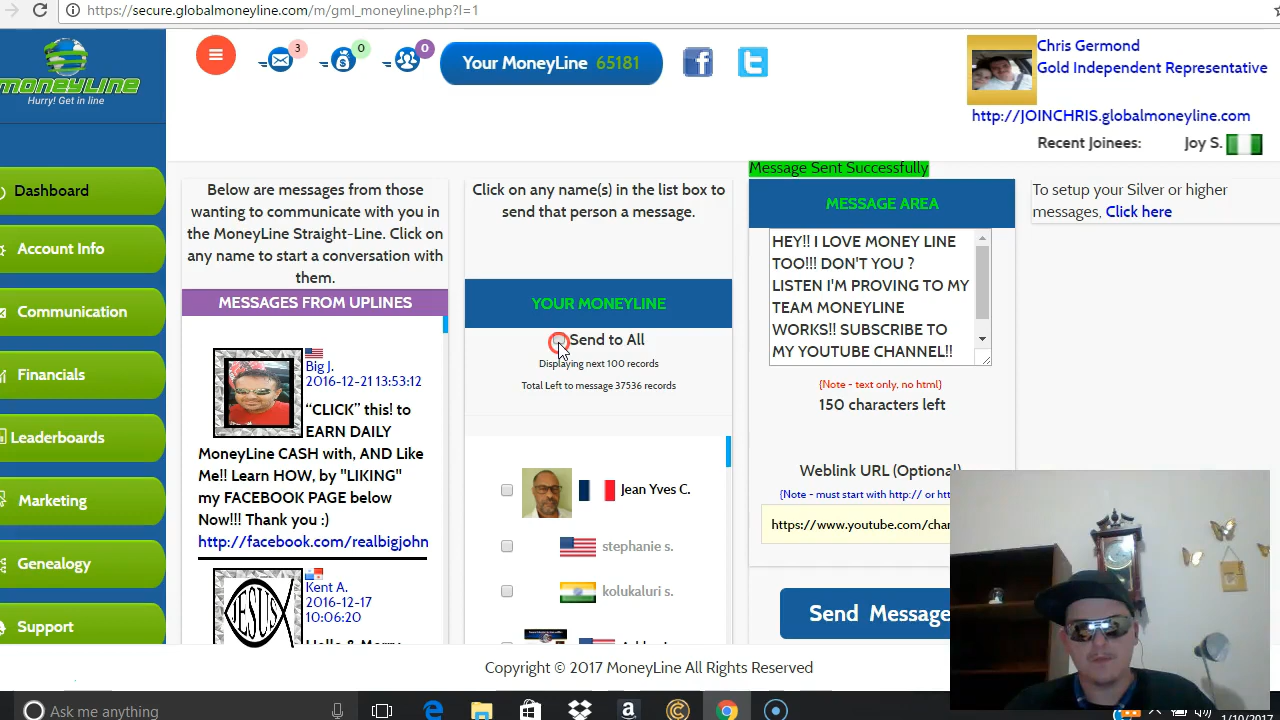 https://secure.globalmoneyline.com/m/gml_moneyline.php?l=1
MONEYLINE
Hurry! Get in line
3
0
0
Your MoneyLine 65181
Chris Germond
Gold Independent Representative
http://JOINCHRIS.globalmoneyline.com
Recent Joinees: Joy S.
Dashboard
Account Info
Communication
Financials
Leaderboards
Marketing
Genealogy
Support
Below are messages from those
wanting to communicate with you in
the MoneyLine Straight-Line. Click on
any name to start a conversation with
them.
MESSAGES FROM UPLINES
Big J.
2016-12-21 13:53:12
“CLICK” this! to
EARN DAILY
MoneyLine CASH with, AND Like
Me!! Learn HOW, by "LIKING"
my FACEBOOK PAGE below
Now!!! Thank you :)
http://facebook.com/realbigjohn
JESUS
Kent A.
2016-12-17
10:06:20
Click on any name(s) in the list box to
send that person a message.
YOUR MONEYLINE
Send to All
Displaying next 100 records
Total Left to message 37536 records
Jean Yves C.
stephanie s.
kolukaluri s.
Message Sent Successfully
MESSAGE AREA
HEY!! I LOVE MONEY LINE
TOO!!! DON'T YOU ?
LISTEN I'M PROVING TO MY
TEAM MONEYLINE
WORKS!! SUBSCRIBE TO
MY YOUTUBE CHANNEL!!
{Note - text only, no html}
150 characters left
Weblink URL (Optional)
{Note - must start with http:// or
https://www.youtube.com/
Send Message
To setup your Silver or higher
messages, Click here
Copyright © 2017 MoneyLine All Rights Reserved
Ask me anything
1/10/2017